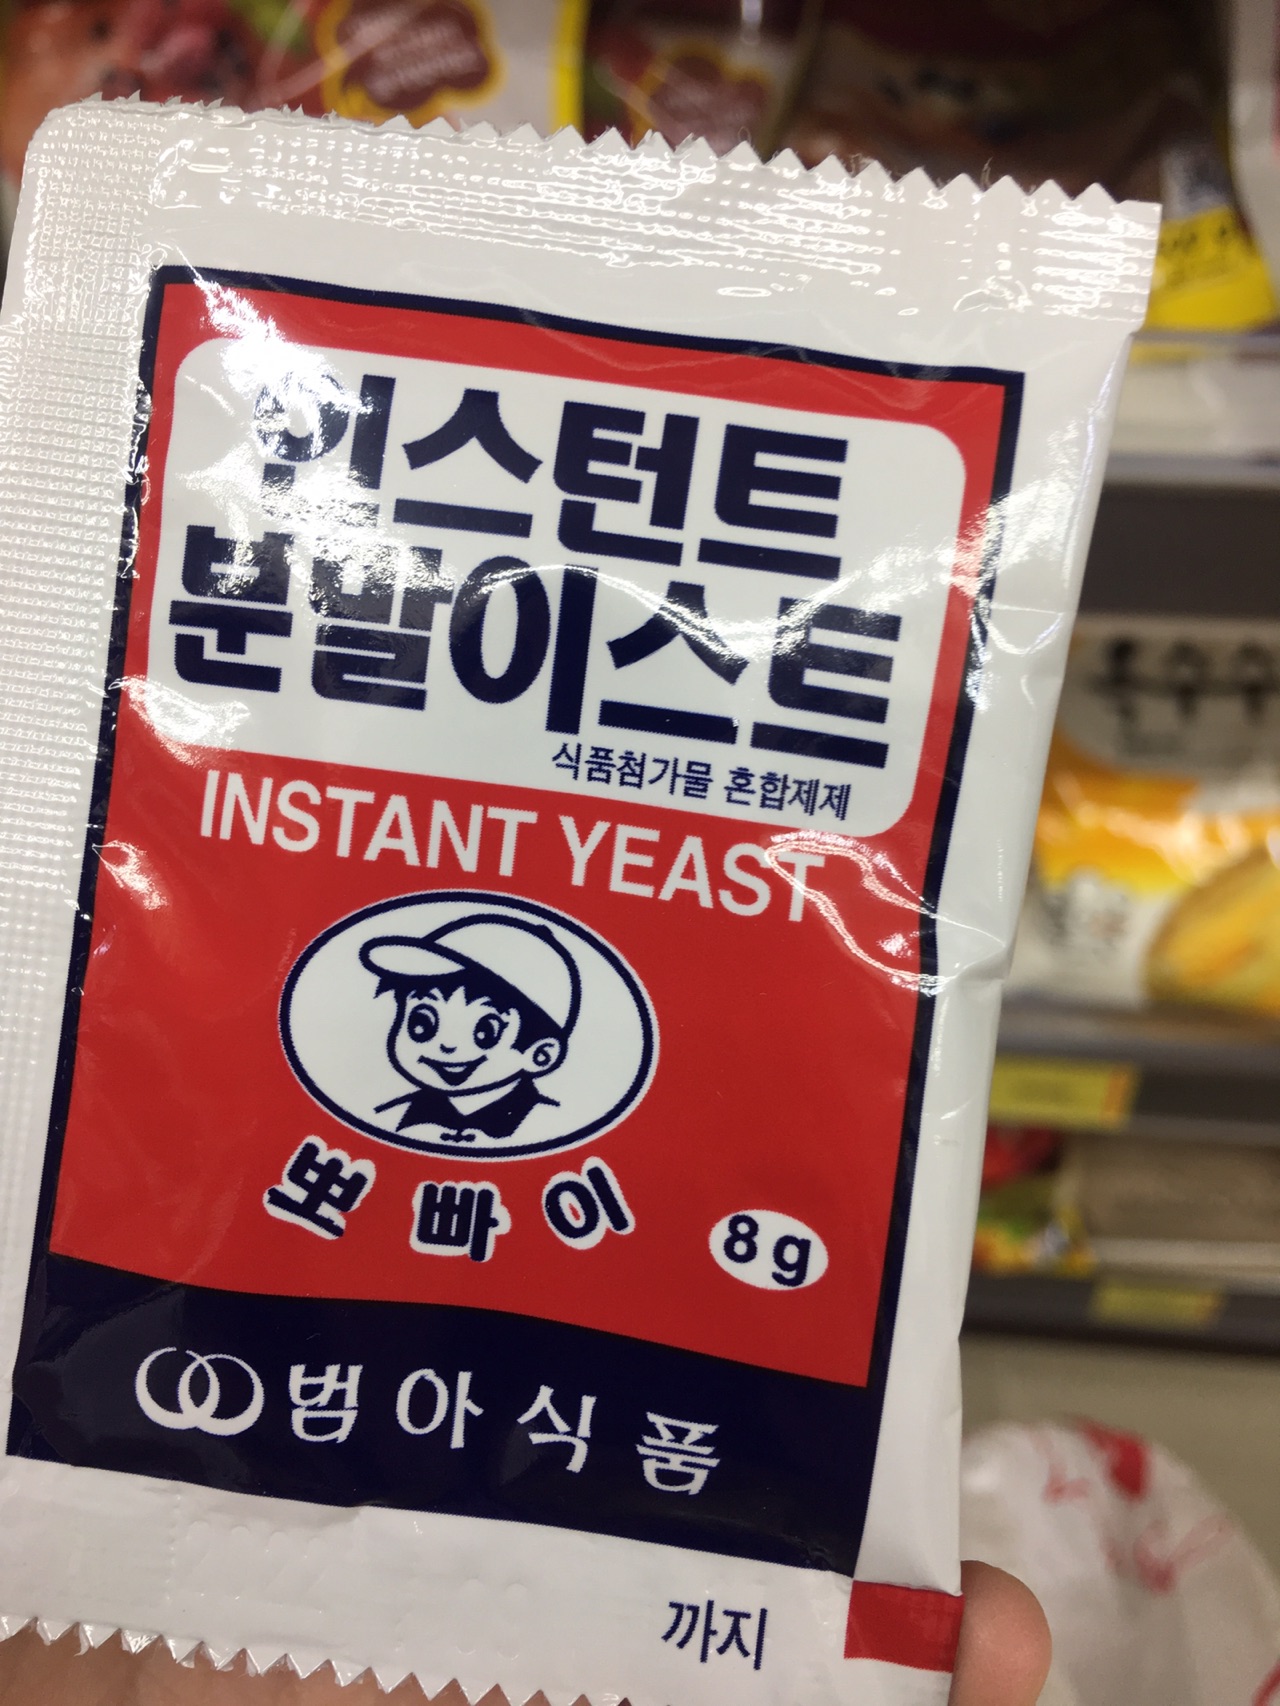 인스턴트
분말이스트
식품첨가물 혼합제제
INSTANT YEAST
뽀빠이
8g
범아식품
까지